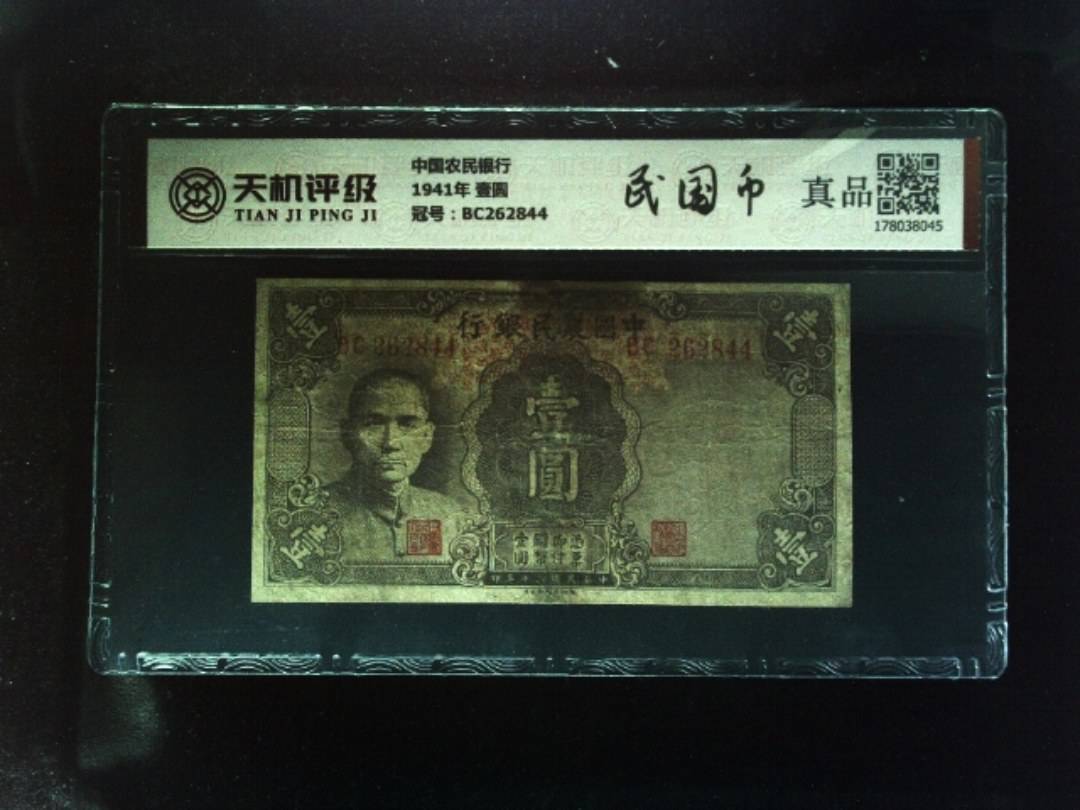 天机评级
TIAN JI PING JI
中国农民银行
1941年 壹圆
冠号：BC262844
民国币
真品
178038045
行銀民農國中
壹
壹
BC 262844
BC 262844
壹
圓
壹
壹